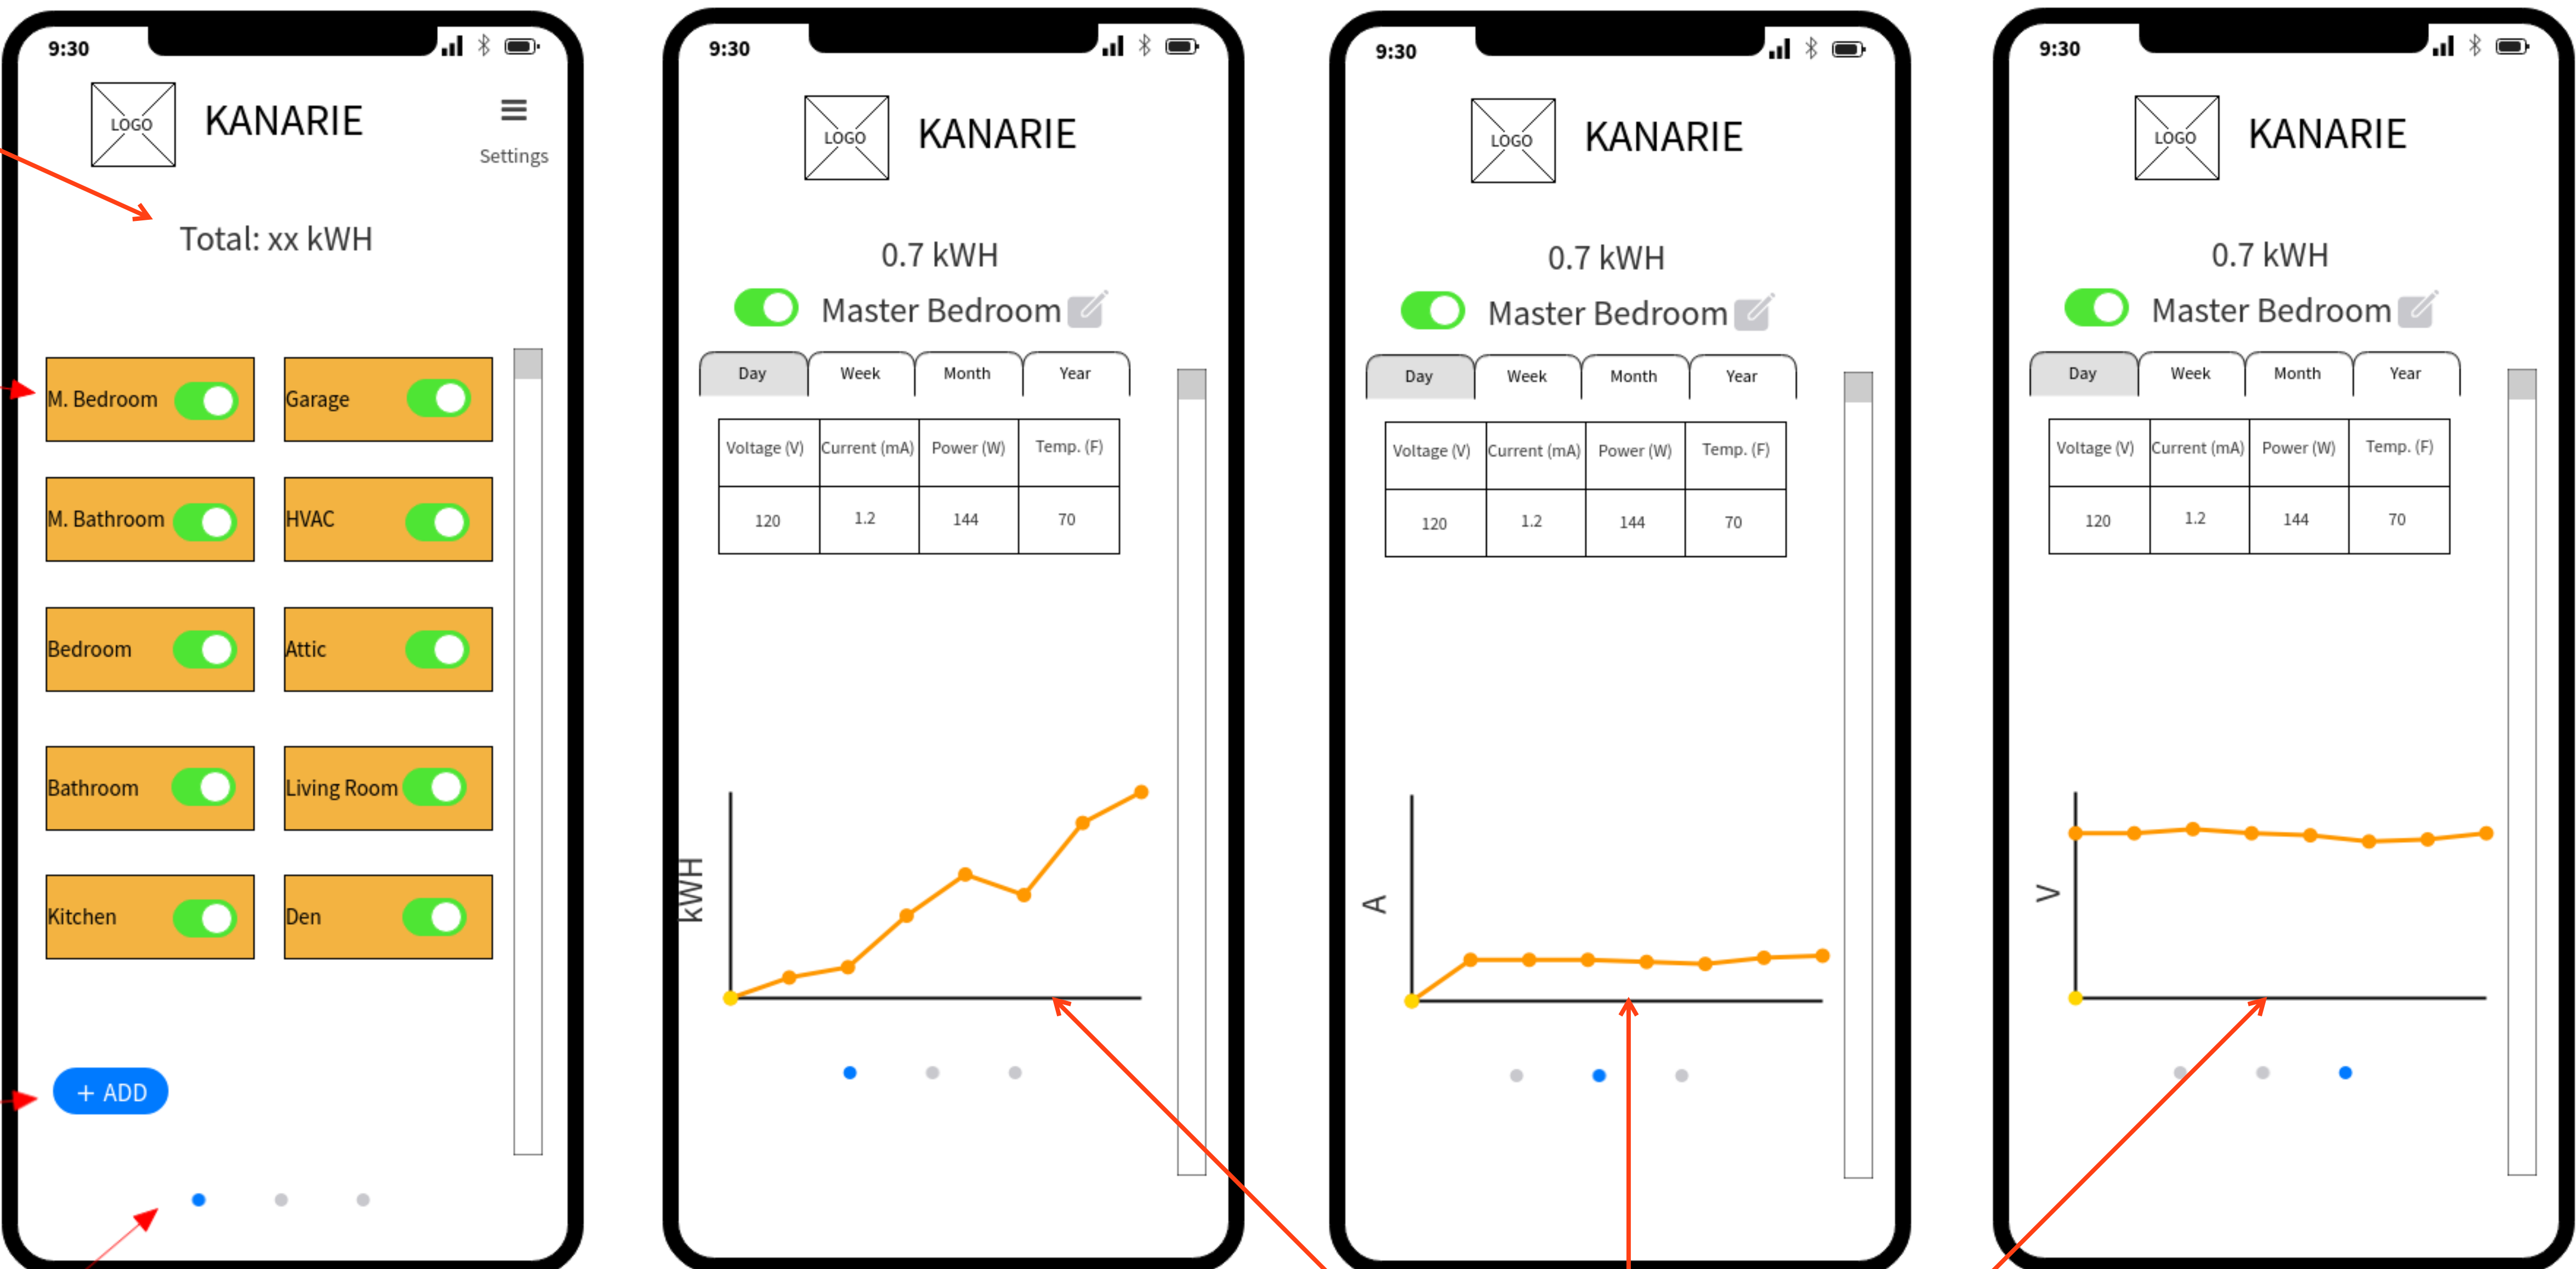 9:30
LOGO KANARIE
Settings
Total: xx kWH
M. Bedroom Garage
M. Bathroom HVAC
Bedroom Attic
Bathroom Living Room
Kitchen Den
+ ADD
9:30
LOGO KANARIE
0.7 kWH
Master Bedroom
Day Week Month Year
Voltage (V) Current (mA) Power (W) Temp. (F)
120 1.2 144 70
kWH
9:30
LOGO KANARIE
0.7 kWH
Master Bedroom
Day Week Month Year
Voltage (V) Current (mA) Power (W) Temp. (F)
120 1.2 144 70
A
9:30
LOGO KANARIE
0.7 kWH
Master Bedroom
Day Week Month Year
Voltage (V) Current (mA) Power (W) Temp. (F)
120 1.2 144 70
V